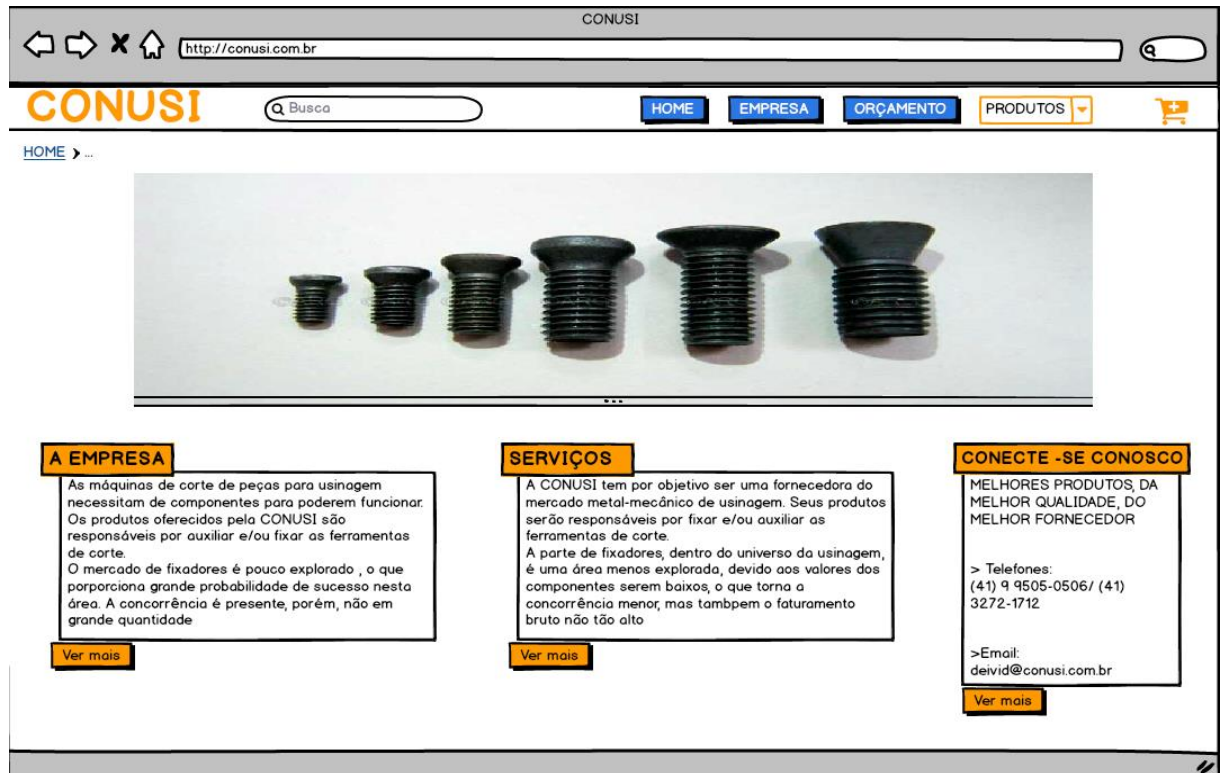 CONUSI
http://conusi.com.br
CONUSI
Busca
HOME
EMPRESA
ORÇAMENTO
PRODUTOS
HOME > ...
A EMPRESA
As máquinas de corte de peças para usinagem
necessitam de componentes para poderem funcionar.
Os produtos oferecidos pela CONUSI são
responsáveis por auxiliar e/ou fixar as ferramentas
de corte.
O mercado de fixadores é pouco explorado , o que
porporciona grande probabilidade de sucesso nesta
área. A concorrência é presente, porém, não em
grande quantidade
Ver mais
SERVIÇOS
A CONUSI tem por objetivo ser uma fornecedora do
mercado metal-mecânico de usinagem. Seus produtos
serão responsáveis por fixar e/ou auxiliar as
ferramentas de corte.
A parte de fixadores, dentro do universo da usinagem,
é uma área menos explorada, devido aos valores dos
componentes serem baixos, o que torna a
concorrência menor, mas tambpem o faturamento
bruto não tão alto
Ver mais
CONECTE -SE CONOSCO
MELHORES PRODUTOS, DA
MELHOR QUALIDADE, DO
MELHOR FORNECEDOR
> Telefones:
(41) 9 9505-0506/ (41)
3272-1712
>Email:
deivid@conusi.com.br
Ver mais